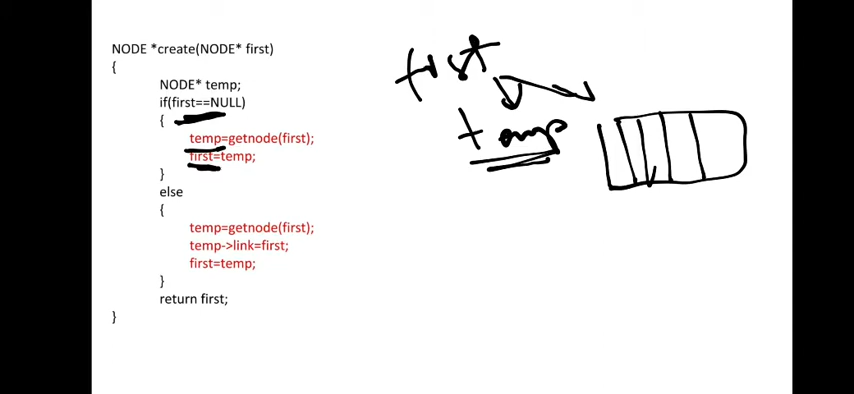 NODE *create(NODE* first)
{
NODE* temp;
if(first==NULL)
{
temp=getnode(first);
first=temp;
}
else
{
temp=getnode(first);
temp->link=first;
first=temp;
}
return first;
}
first
temp